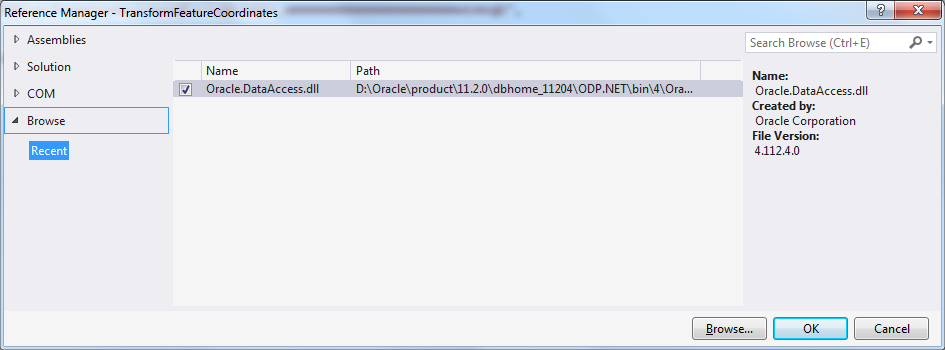 Reference Manager - TransformFeatureCoordinates
?
Assemblies
Solution
COM
Browse
Recent
Name Path
Oracle.DataAccess.dll D:\Oracle\product\11.2.0\dbhome_11204\ODP.NET\bin\4\Ora...
Search Browse (Ctrl+E)
Name:
Oracle.DataAccess.dll
Created by:
Oracle Corporation
File Version:
4.112.4.0
Browse... OK Cancel